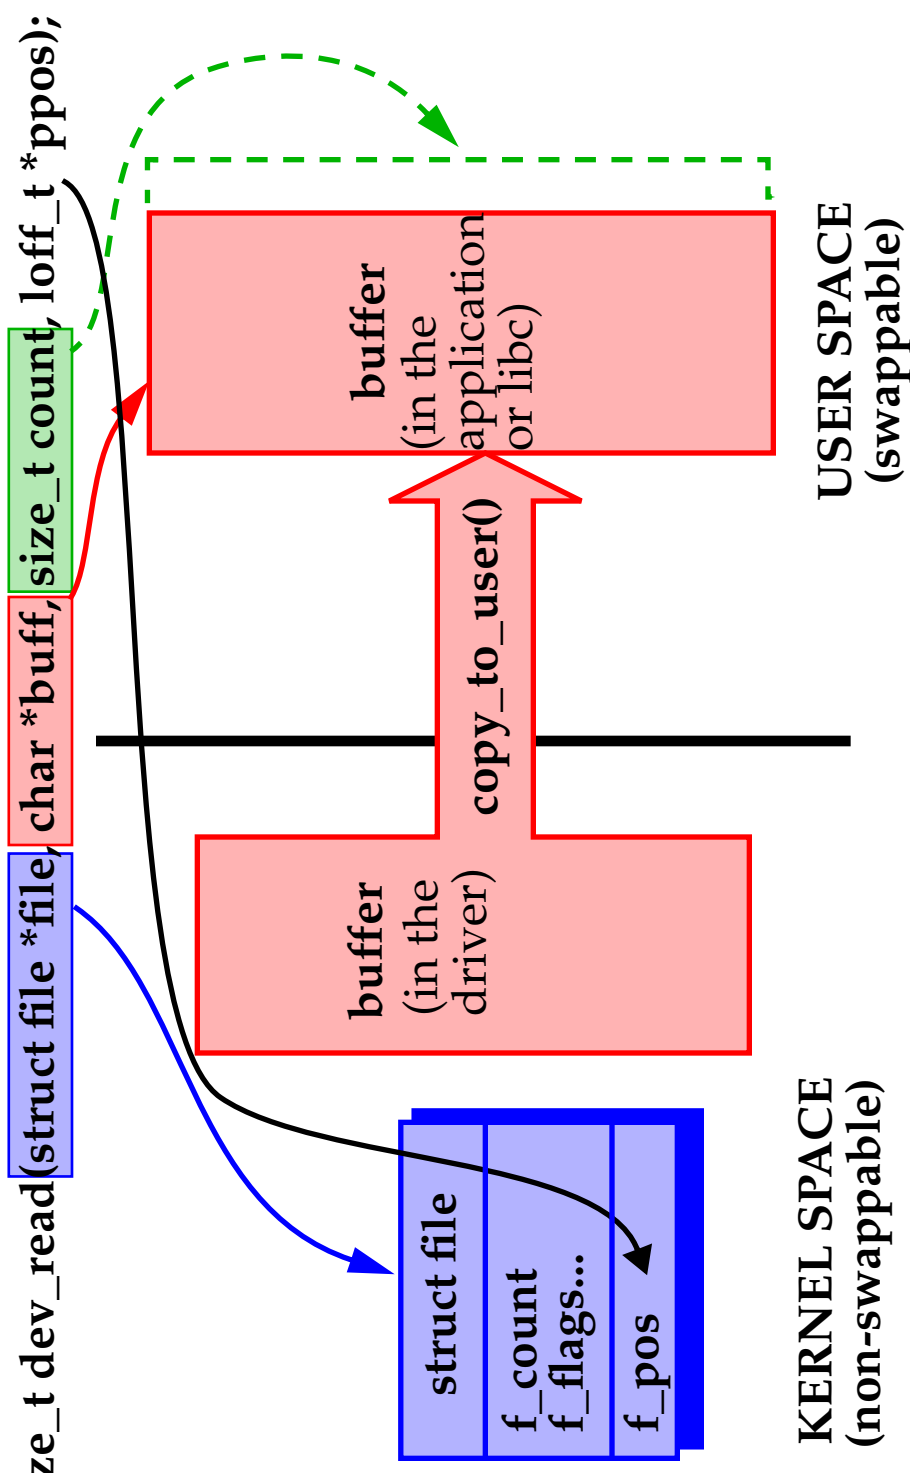 ze_t dev_read(struct file *file, char *buff, size_t count, loff_t *ppos);
struct file
f_count
f_flags...
f_pos
buffer
(in the
driver)
copy_to_user()
buffer
(in the
application
or libc)
KERNEL SPACE
(non-swappable)
USER SPACE
(swappable)